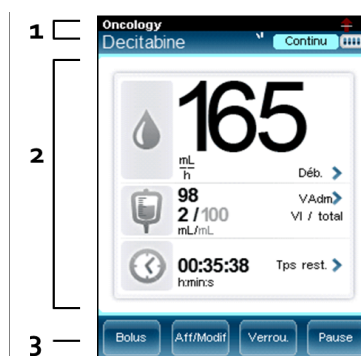 1
Oncology
Decitabine Continu
2
165
mL/h Déb. >
98 VAdm>
2 / 100 VI / total
mL/mL
00:35:38 Tps rest. >
h:min:s
3
Bolus Aff/Modif Verrou. Pause